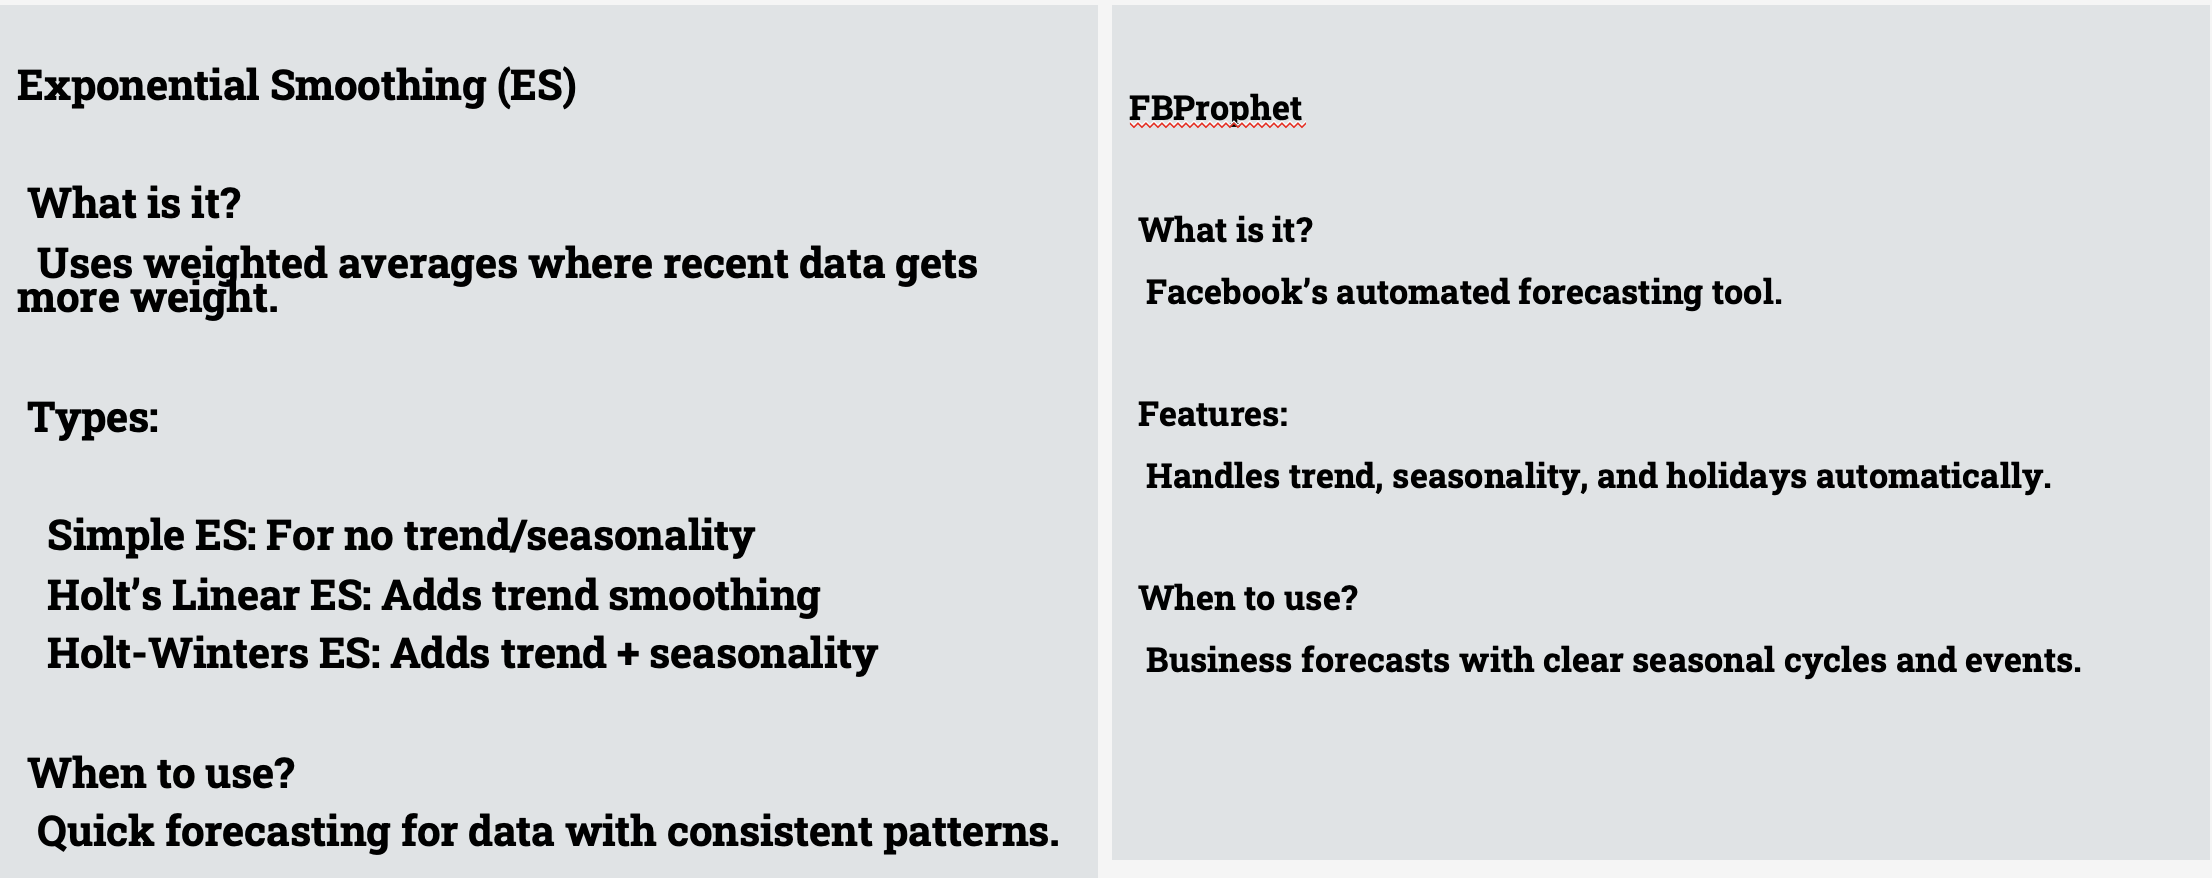 Exponential Smoothing (ES)
What is it?
Uses weighted averages where recent data gets
more weight.
Types:
Simple ES: For no trend/seasonality
Holt’s Linear ES: Adds trend smoothing
Holt-Winters ES: Adds trend + seasonality
When to use?
Quick forecasting for data with consistent patterns.
FBProphet
What is it?
Facebook’s automated forecasting tool.
Features:
Handles trend, seasonality, and holidays automatically.
When to use?
Business forecasts with clear seasonal cycles and events.